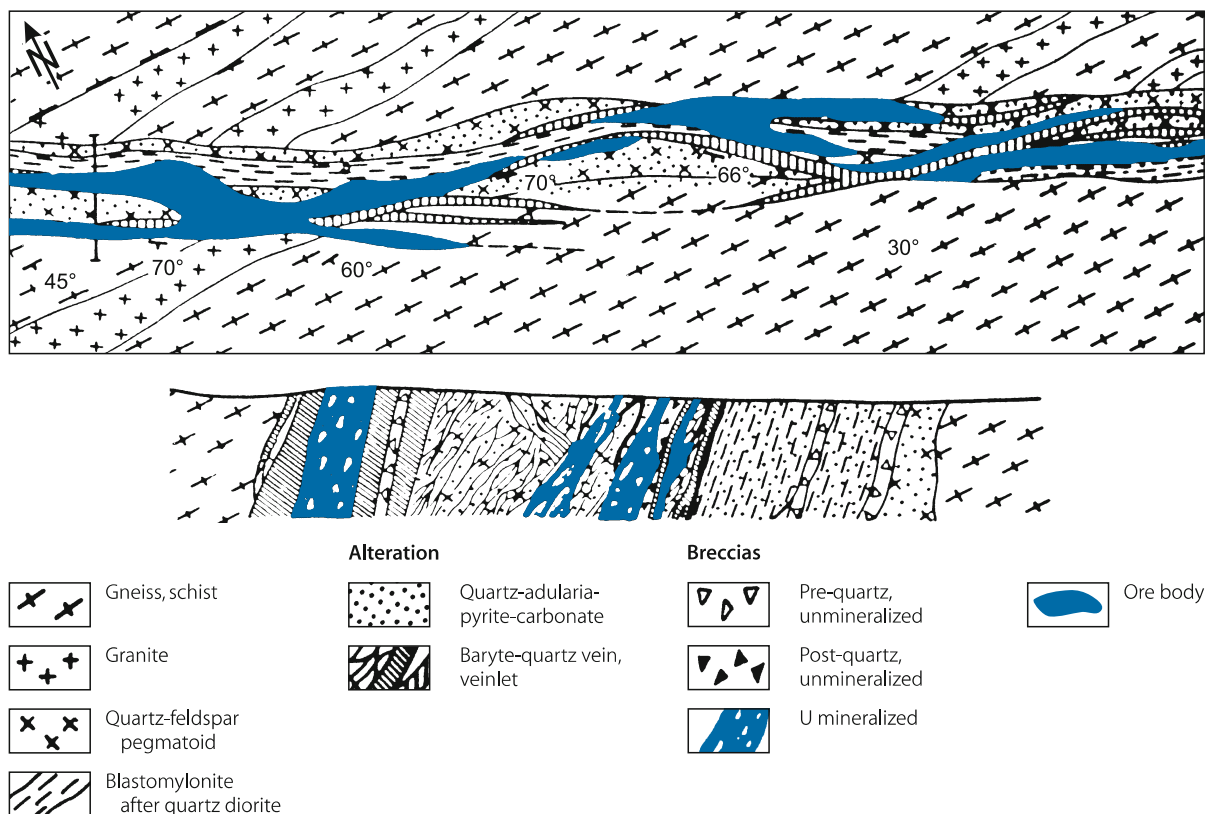 N
70°
66°
30°
45°
70°
60°
Alteration
Breccias
Gneiss, schist
Granite
Quartz-feldspar
pegmatoid
Blastomylonite
after quartz diorite
Quartz-adularia-
pyrite-carbonate
Baryte-quartz vein,
veinlet
Pre-quartz,
unmineralized
Post-quartz,
unmineralized
U mineralized
Ore body